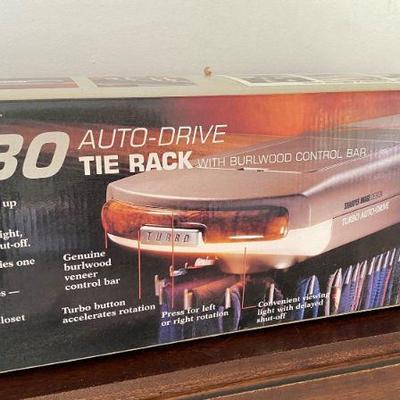 BO AUTO-DRIVE
TIE RACK WITH BURLWOOD CONTROL BAR
up
ight,
ut-off.
ies one
s —
loset
Genuine
burlwood
veneer
control bar
Turbo button
accelerates rotation
Press for left
or right rotation
Convenient viewing
light with delayed
shut-off
TURBO
SHARPER IMAGE DESIGN
TURBO AUTO-DRIVE